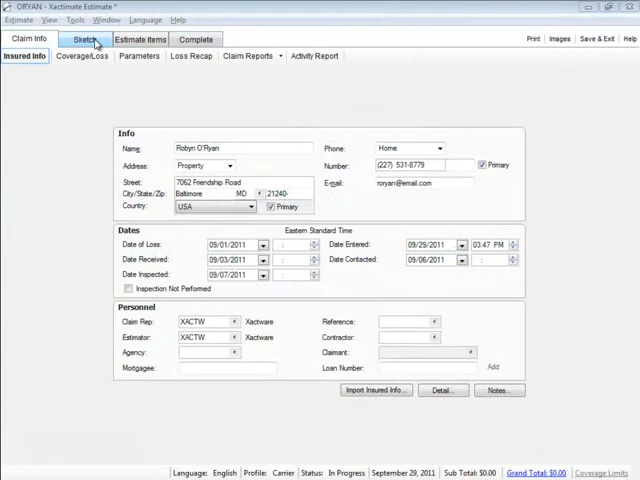 ORYAN - Xactimate Estimate *
Estimate View Tools Window Language Help
Claim Info Sketch Estimate Items Complete Print Images Save & Exit Help
Insured Info Coverage/Loss Parameters Loss Recap Claim Reports Activity Report
Info
Name: Robyn O'Ryan Phone: Home
Address: Property Number: (227) 531-8779 Primary
Street: 7062 Friendship Road E-mail: roryan@email.com
City/State/Zip: Baltimore MD 21240-
Country: USA Primary
Dates Eastern Standard Time
Date of Loss: 09/01/2011 : Date Entered: 09/29/2011 03:47 PM
Date Received: 09/03/2011 : Date Contacted: 09/06/2011 :
Date Inspected: 09/07/2011 :
Inspection Not Performed
Personnel
Claim Rep: XACTW Xactware Reference:
Estimator: XACTW Xactware Contractor:
Agency: Claimant:
Mortgagee: Loan Number: Add
Import Insured Info... Detail... Notes...
Language: English Profile: Carrier Status: In Progress September 29, 2011 Sub Total: $0.00 Grand Total: $0.00 Coverage Limits